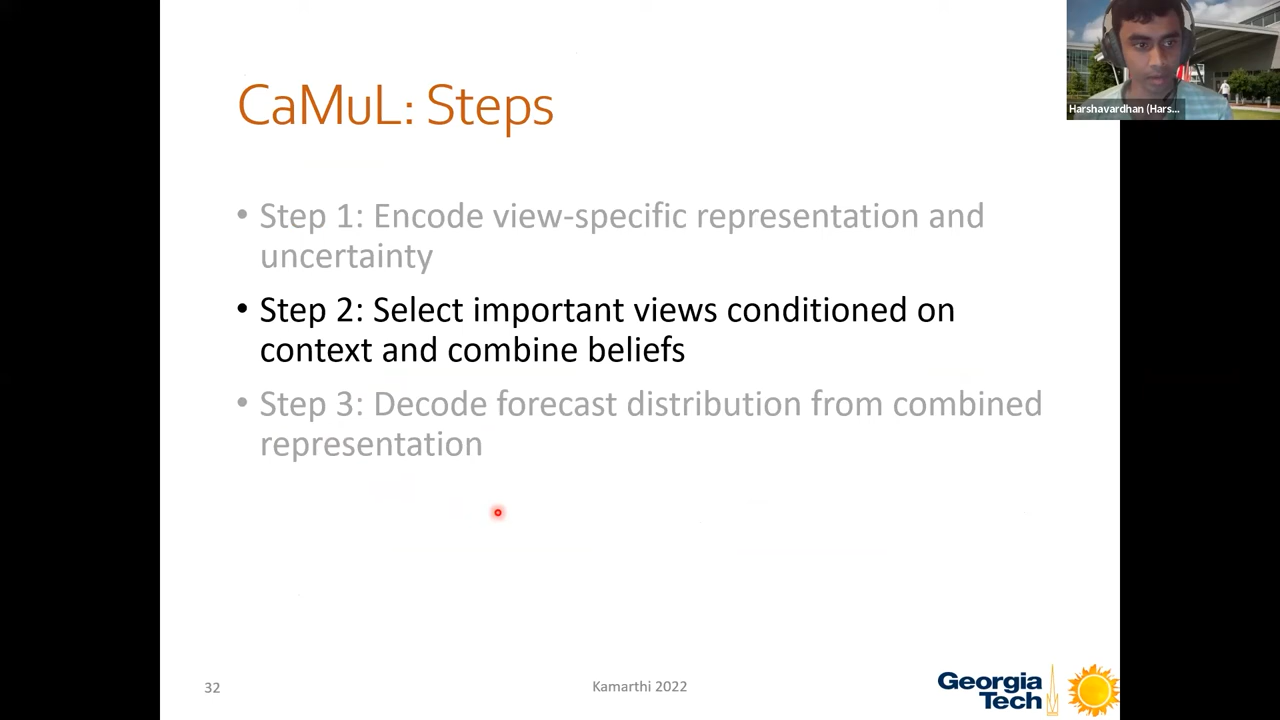 CaMuL: Steps
Harshavardhan (Hars...
• Step 1: Encode view-specific representation and
uncertainty
• Step 2: Select important views conditioned on
context and combine beliefs
• Step 3: Decode forecast distribution from combined
representation
32
Kamarthi 2022
Georgia
Tech